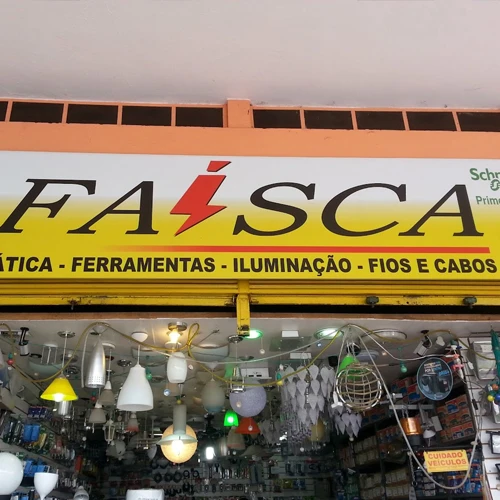 FAÍSCA
ÁTICA - FERRAMENTAS - ILUMINAÇÃO - FIOS E CABOS
CUIDADO
VEÍCULOS